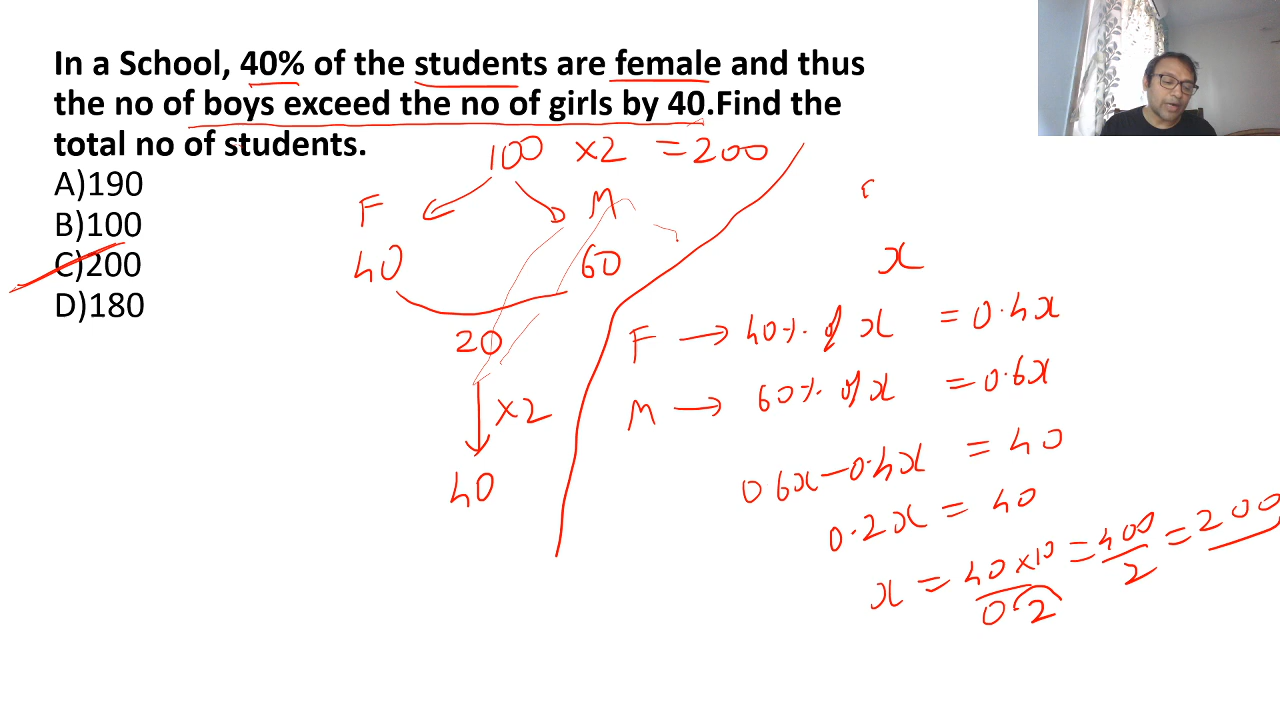 In a School, 40% of the students are female and thus
the no of boys exceed the no of girls by 40.Find the
total no of students.
A)190
B)100
C)200
D)180
100 ×2 =200
F M
40 60
20
×2
40
x
F → 40% of x = 0.4x
M → 60% of x = 0.6x
0.6x-0.4x = 40
0.2x = 40
x = 40×10/0.2 = 400/2 = 200